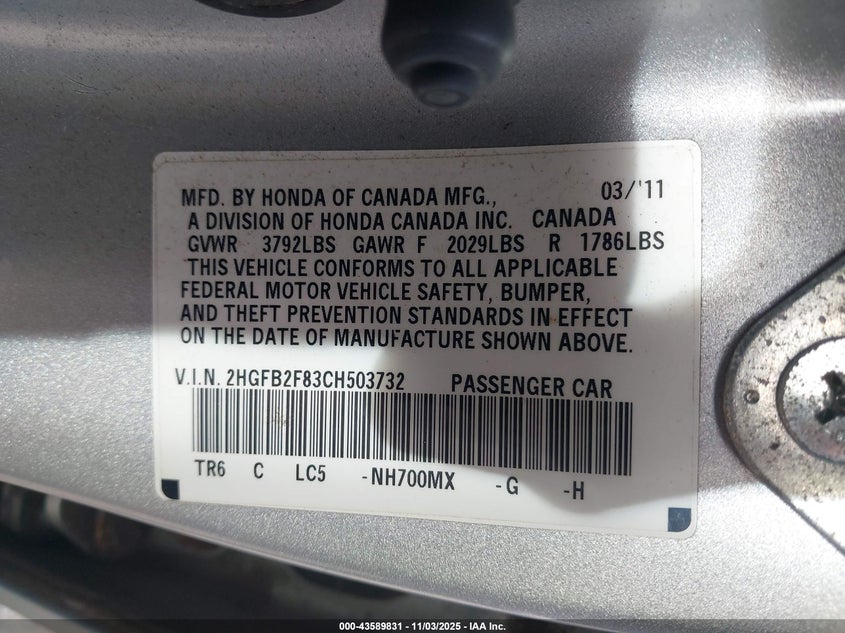 MFD. BY HONDA OF CANADA MFG., 03/'11
A DIVISION OF HONDA CANADA INC. CANADA
GVWR 3792LBS GAWR F 2029LBS R 1786LBS
THIS VEHICLE CONFORMS TO ALL APPLICABLE
FEDERAL MOTOR VEHICLE SAFETY, BUMPER,
AND THEFT PREVENTION STANDARDS IN EFFECT
ON THE DATE OF MANUFACTURE SHOWN ABOVE.
V.I.N. 2HGFB2F83CH503732 PASSENGER CAR
TR6 C LC5 -NH700MX -G -H
000-43589831 - 11/03/2025 - IAA Inc.